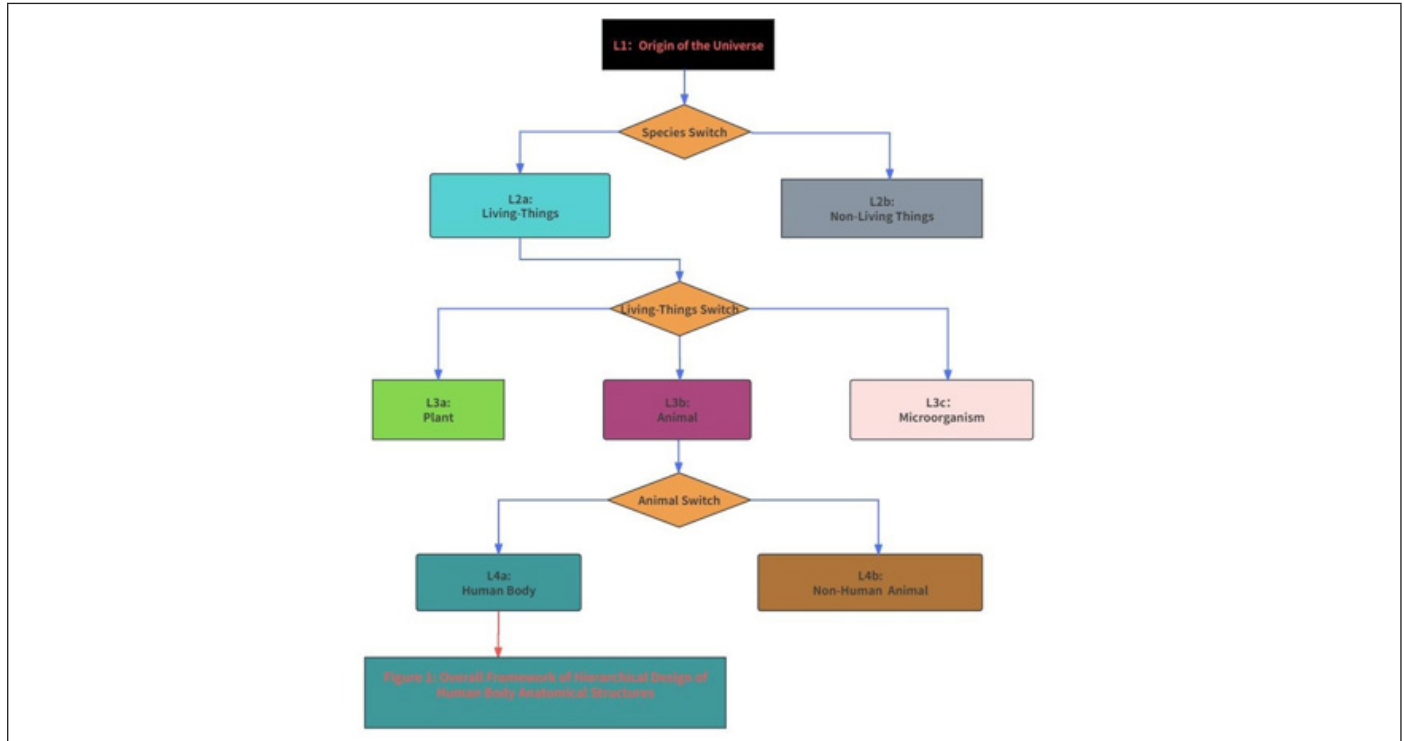 L1: Origin of the Universe
Species Switch
L2a:
Living-Things
L2b:
Non-Living Things
Living-Things Switch
L3a:
Plant
L3b:
Animal
L3c:
Microorganism
Animal Switch
L4a:
Human Body
L4b:
Non-Human Animal
Figure 1: Overall Framework of Hierarchical Design of
Human Body Anatomical Structures